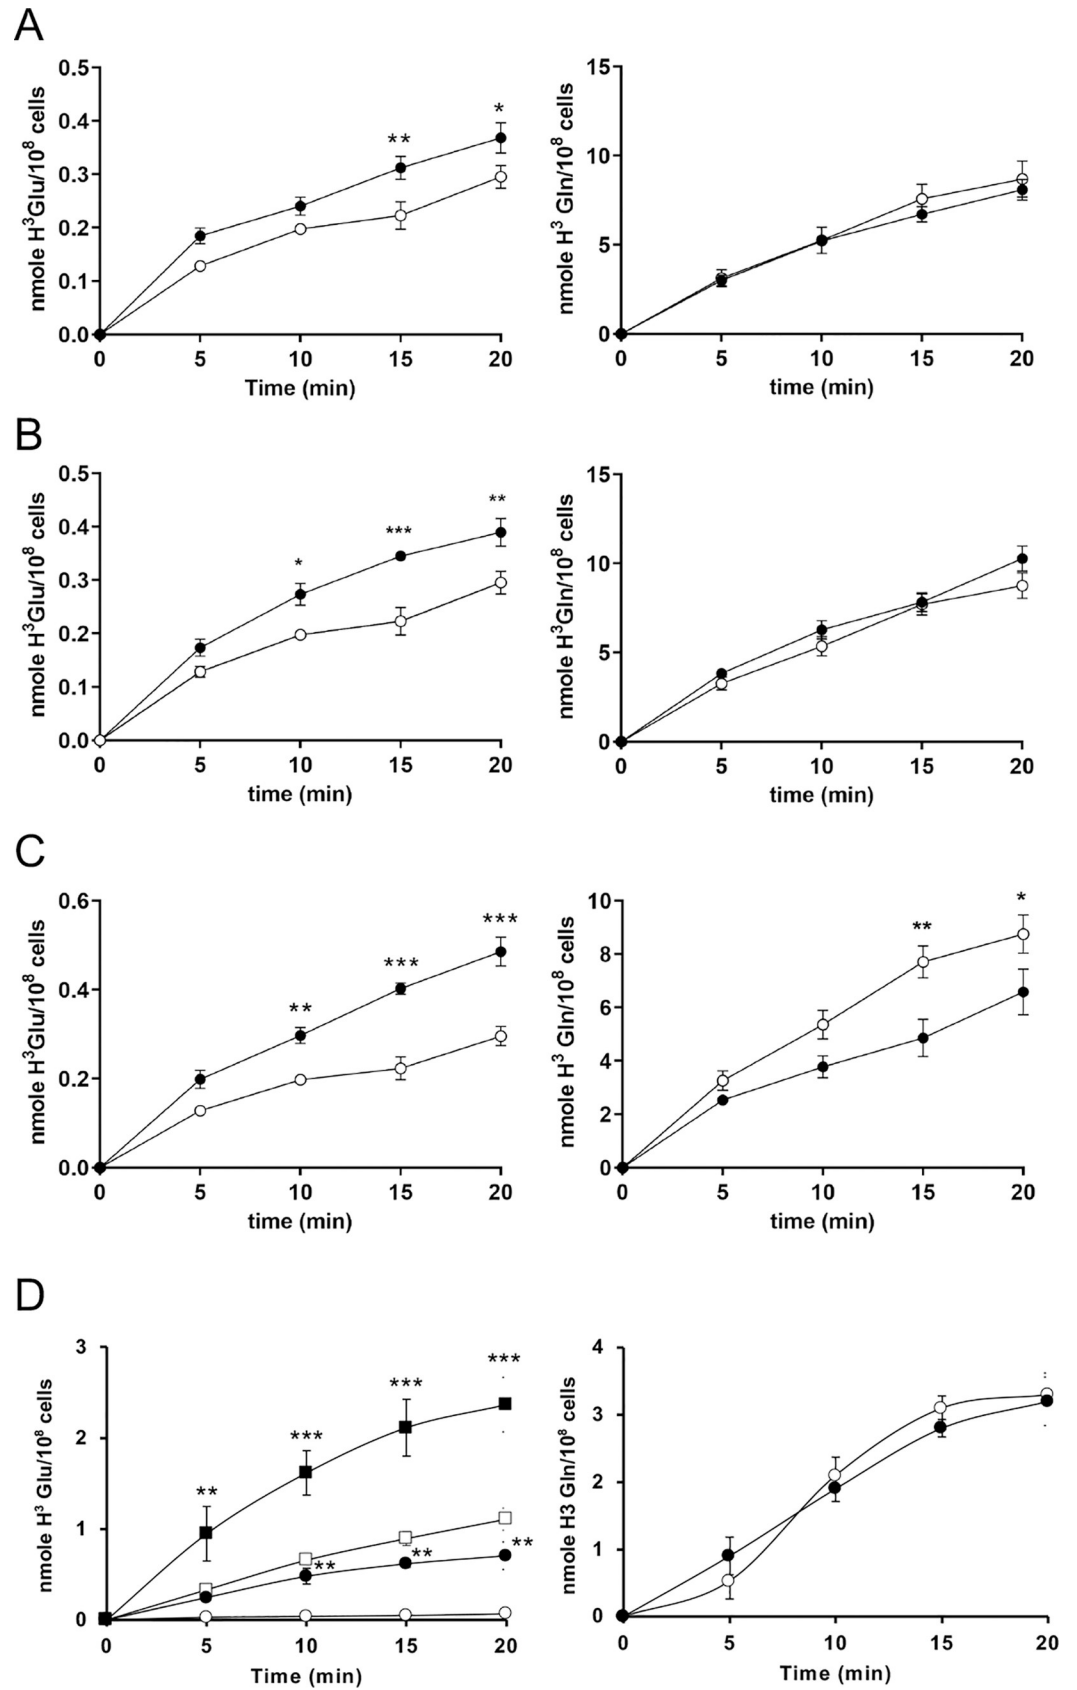 A
0.5
0.4
0.3
0.2
0.1
0.0
nmole H³Glu/10⁸ cells
** *
0 5 10 15 20
Time (min)
15
10
5
0
nmole H³ Gln/10⁸ cells
0 5 10 15 20
time (min)
B
0.5
0.4
0.3
0.2
0.1
0.0
nmole H³Glu/10⁸ cells
* *** **
0 5 10 15 20
time (min)
15
10
5
0
nmole H³Gln/10⁸ cells
0 5 10 15 20
time (min)
C
0.6
0.4
0.2
0.0
nmole H³Glu/10⁸ cells
** *** ***
0 5 10 15 20
time (min)
10
8
6
4
2
0
nmole H³ Gln/10⁸ cells
** *
0 5 10 15 20
time (min)
D
3
2
1
0
nmole H³ Glu/10⁸ cells
** *** *** ***
** ** **
0 5 10 15 20
Time (min)
4
3
2
1
0
nmole H3 Gln/10⁸ cells
0 5 10 15 20
Time (min)